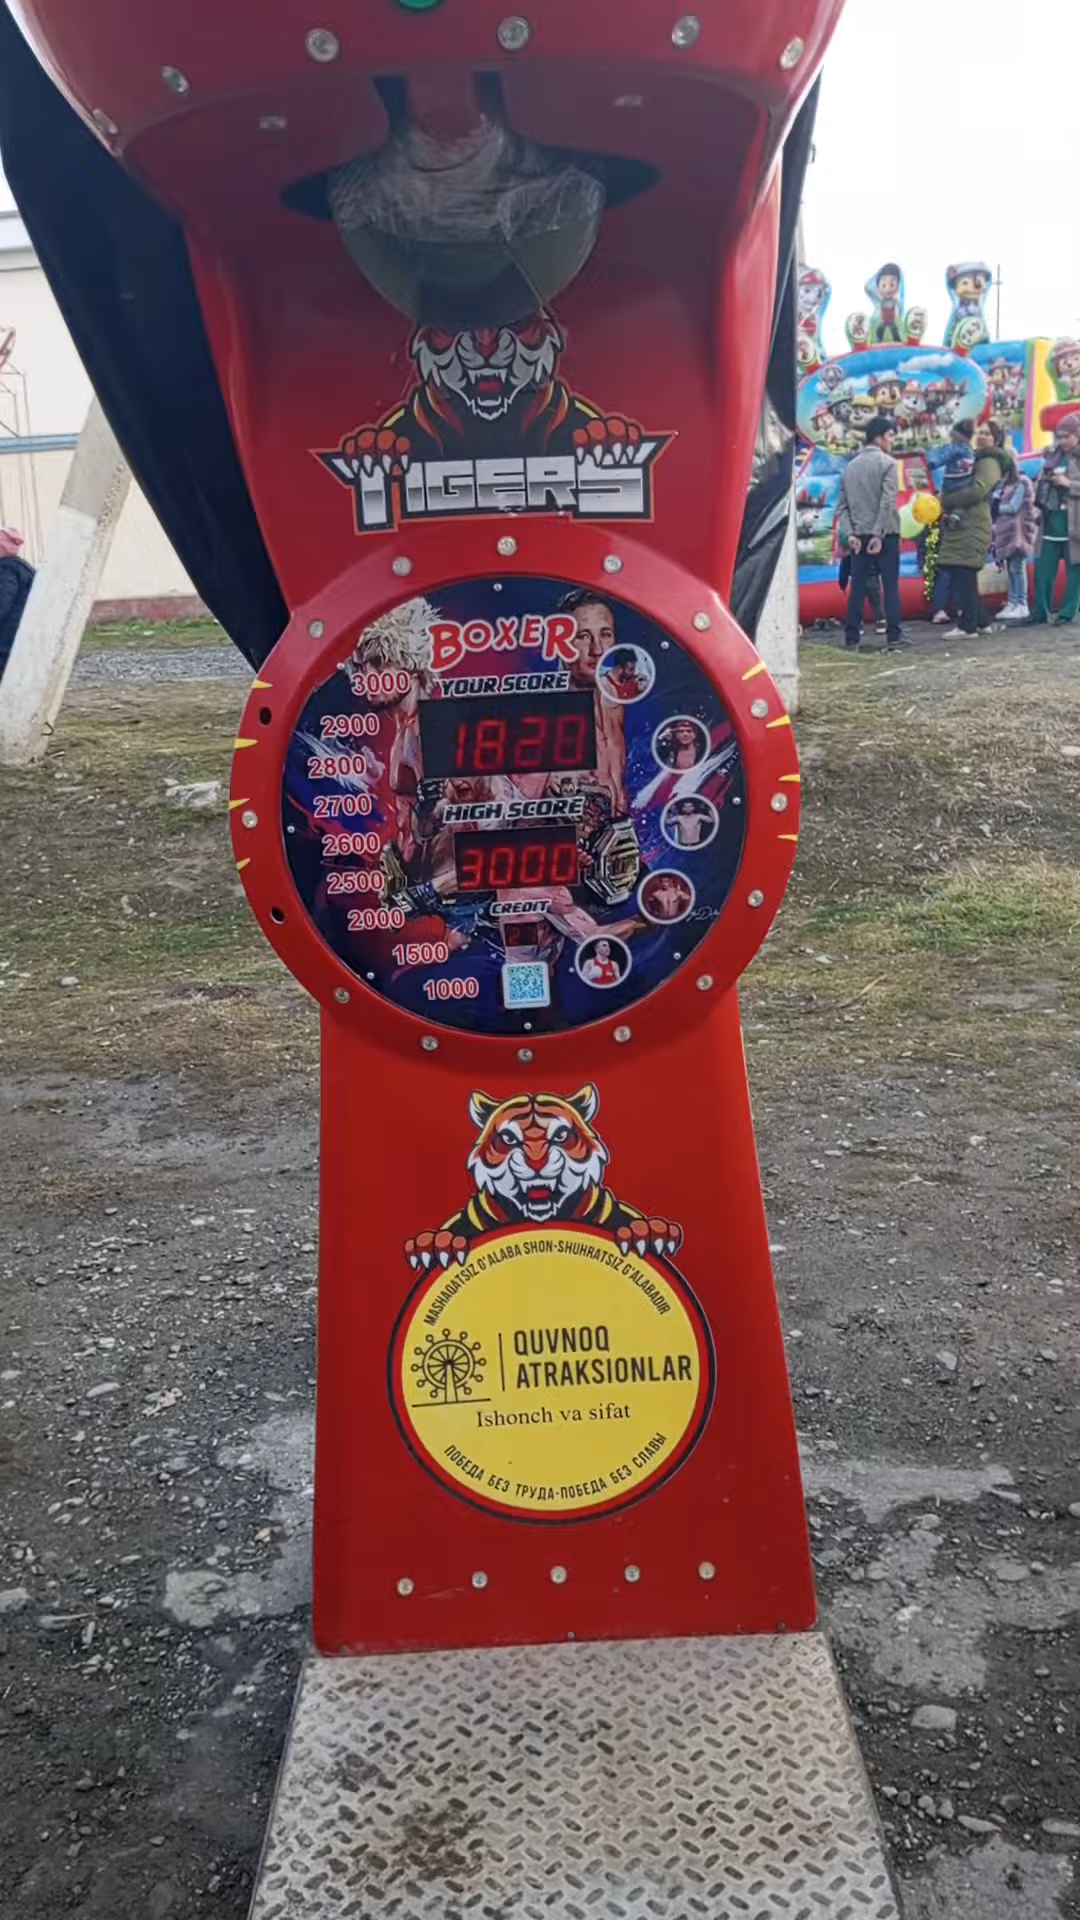 TIGERS
BOXER
YOUR SCORE
1828
HIGH SCORE
3000
CREDIT
3000
2900
2800
2700
2600
2500
2000
1500
1000
MASHAQATSIZ G'ALABA SHON-SHUHRATSIZ G'ALABADIR
QUVNOQ
ATRAKSIONLAR
Ishonch va sifat
ПОБЕДА БЕЗ ТРУДА-ПОБЕДА БЕЗ СЛАВЫ